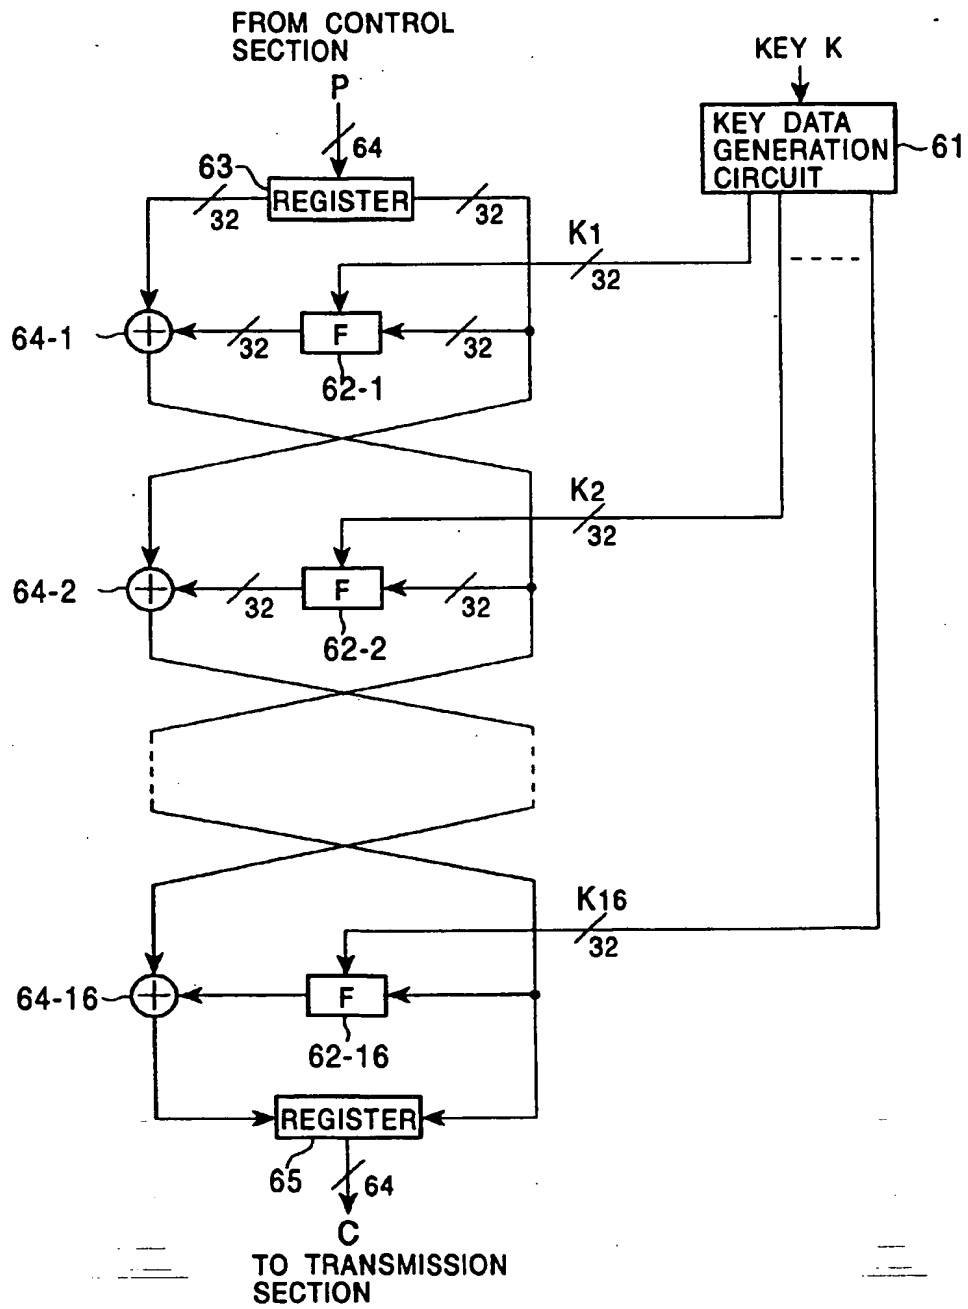 FROM CONTROL
SECTION
P
64
KEY K
KEY DATA
GENERATION
CIRCUIT
61
63
REGISTER
32
32
K1
32
64-1
32
F
32
62-1
K2
32
64-2
32
F
32
62-2
K16
32
64-16
F
62-16
REGISTER
65
64
C
TO TRANSMISSION
SECTION